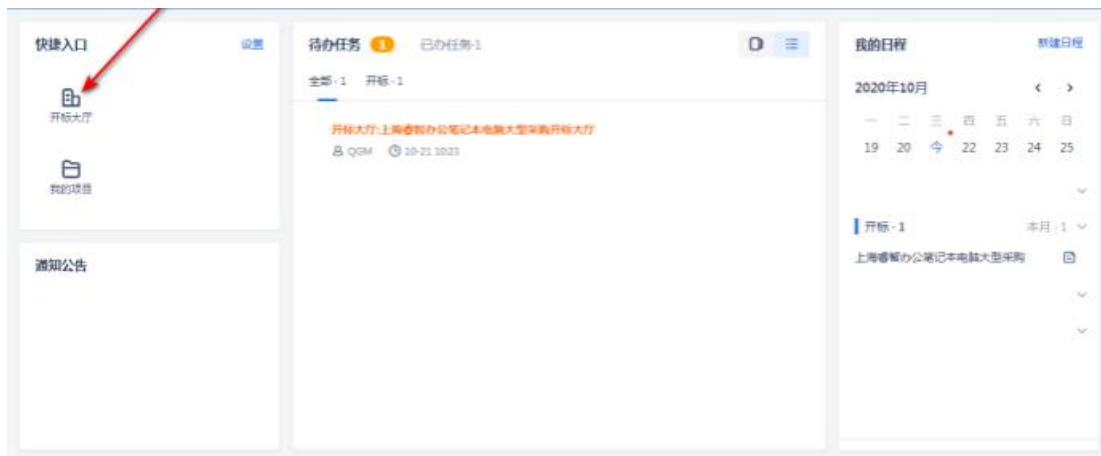 快捷入口 设置
开标大厅
我的项目
通知公告
待办任务 1 已办任务·1
全部·1 开标·1
开标大厅:上海睿智办公笔记本电脑大型采购开标大厅
QGM 10-21 10:23
我的日程 新建日程
2020年10月 < >
一 二 三 四 五 六 日
19 20 今 22 23 24 25
开标·1 本月·1
上海睿智办公笔记本电脑大型采购